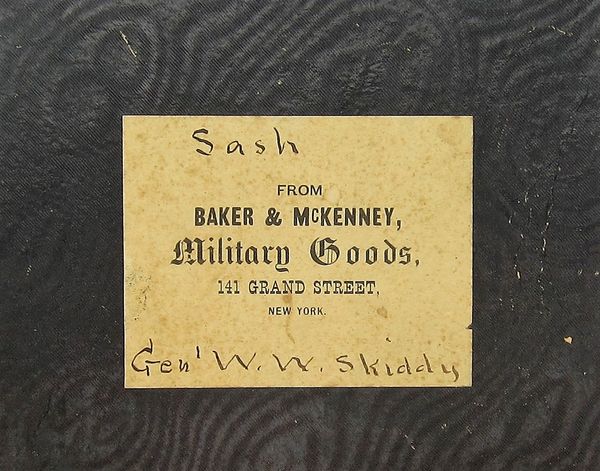 Sash
FROM
BAKER & McKENNEY,
Military Goods,
141 GRAND STREET,
NEW YORK.
Gen' W. W. Skiddy